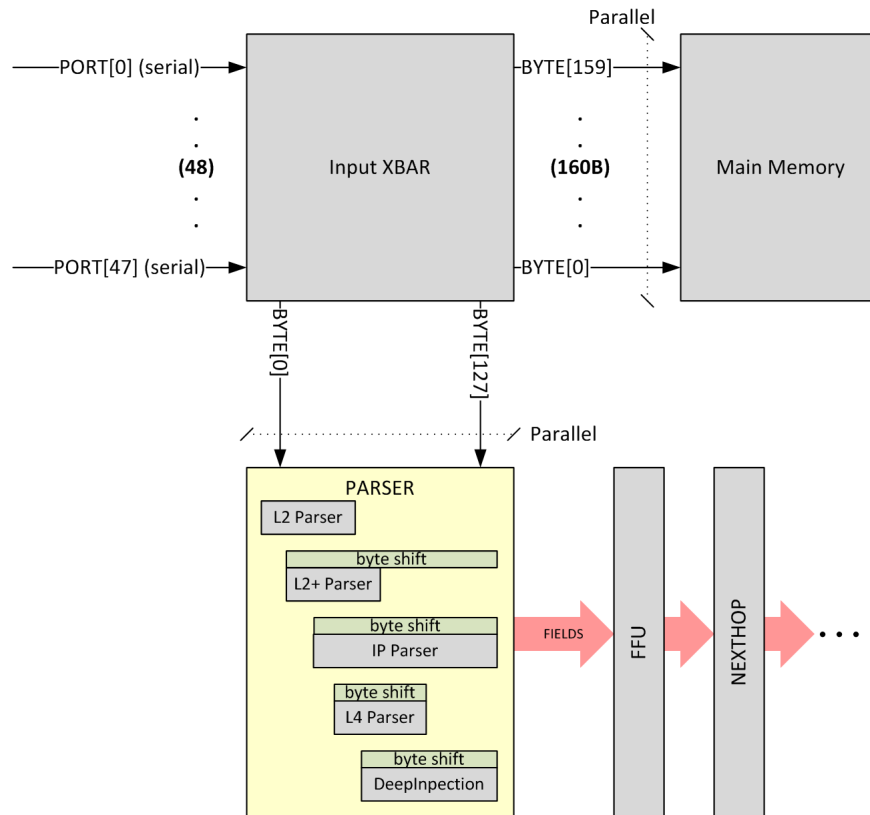 Parallel
PORT[0] (serial)
BYTE[159]
(48)
Input XBAR
(160B)
Main Memory
PORT[47] (serial)
BYTE[0]
BYTE[0]
BYTE[127]
Parallel
PARSER
L2 Parser
byte shift
L2+ Parser
byte shift
IP Parser
FIELDS
FFU
NEXTHOP
byte shift
L4 Parser
byte shift
DeepInpection